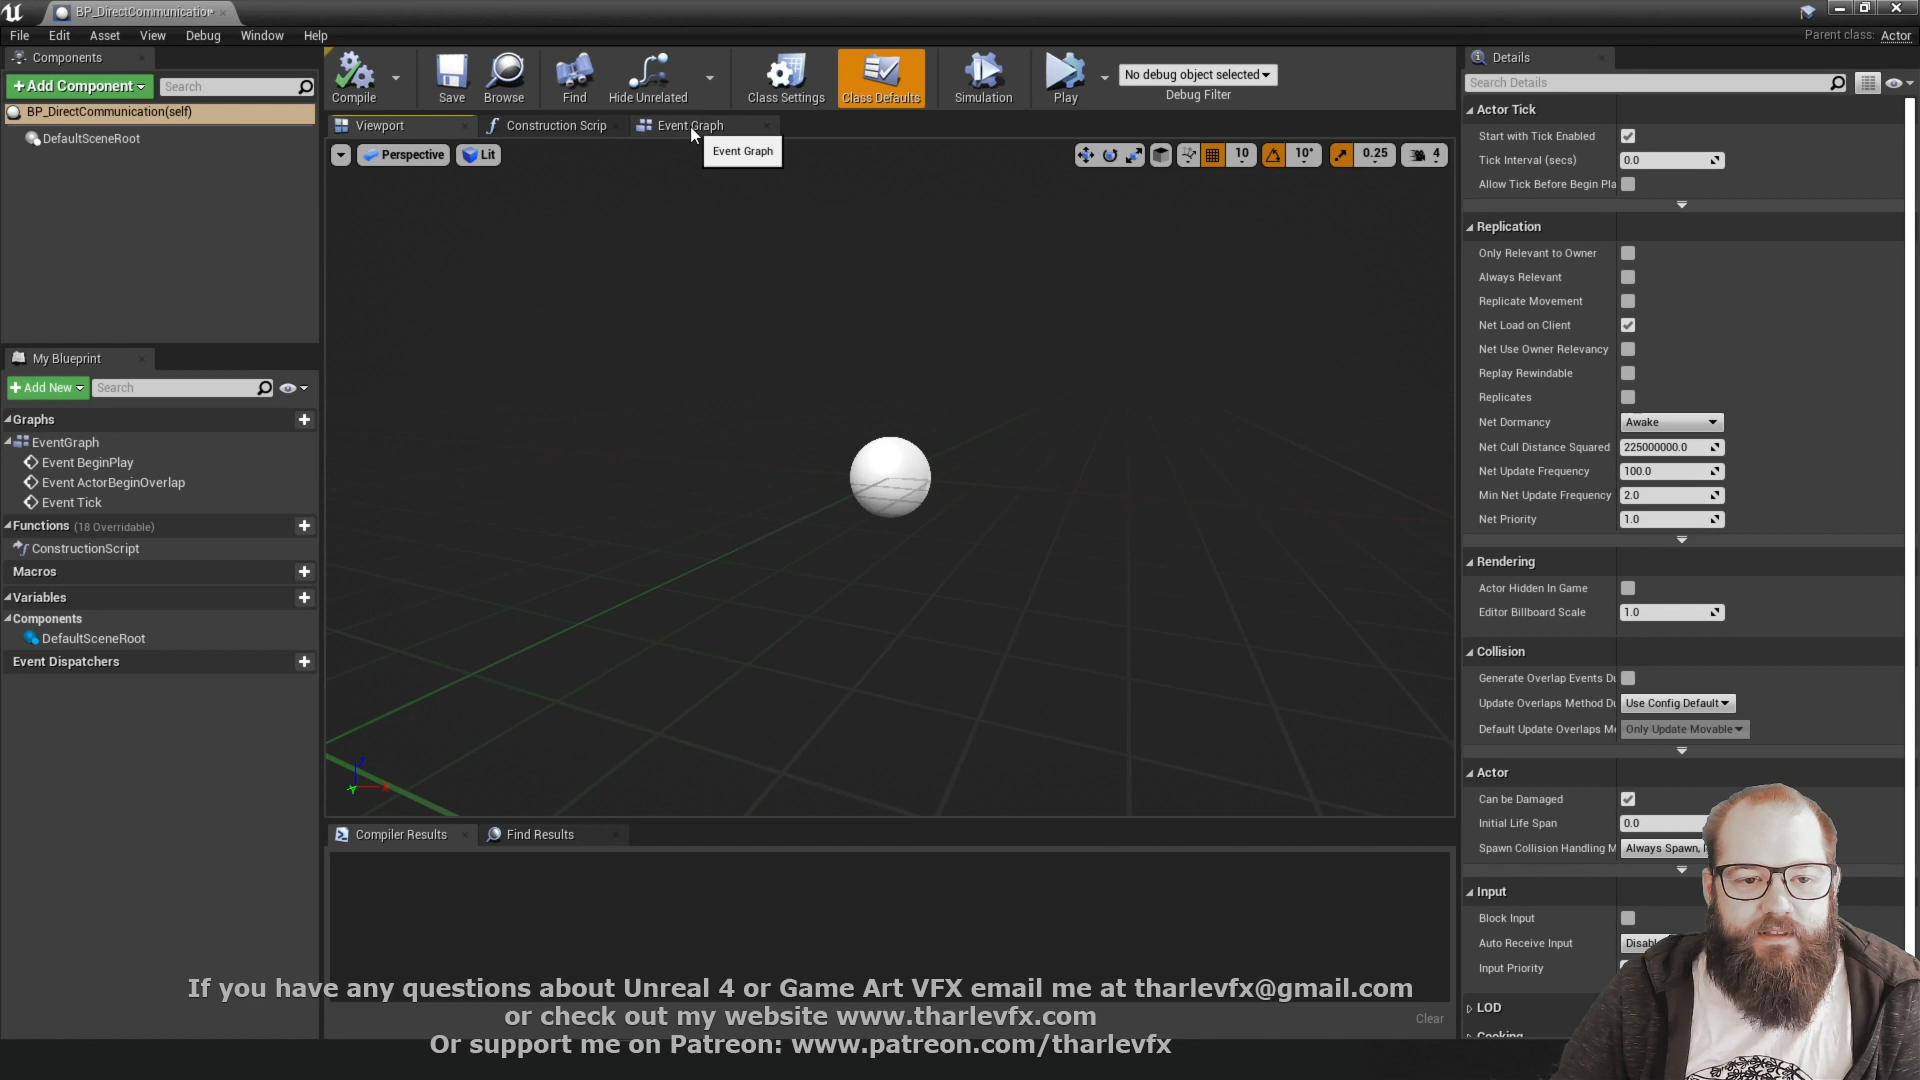 BP_DirectCommunication*
File Edit Asset View Debug Window Help
Parent class: Actor
Components
+Add Component
Search
BP_DirectCommunication(self)
DefaultSceneRoot
Compile
Save
Browse
Find
Hide Unrelated
Class Settings
Class Defaults
Simulation
Play
No debug object selected
Debug Filter
Viewport
Construction Scrip
Event Graph
Event Graph
Perspective
Lit
10
10°
0.25
4
My Blueprint
+Add New
Search
Graphs
EventGraph
Event BeginPlay
Event ActorBeginOverlap
Event Tick
Functions (18 Overridable)
ConstructionScript
Macros
Variables
Components
DefaultSceneRoot
Event Dispatchers
Compiler Results
Find Results
Clear
Details
Search Details
Actor Tick
Start with Tick Enabled
Tick Interval (secs) 0.0
Allow Tick Before Begin Pla
Replication
Only Relevant to Owner
Always Relevant
Replicate Movement
Net Load on Client
Net Use Owner Relevancy
Replay Rewindable
Replicates
Net Dormancy Awake
Net Cull Distance Squared 225000000.0
Net Update Frequency 100.0
Min Net Update Frequency 2.0
Net Priority 1.0
Rendering
Actor Hidden In Game
Editor Billboard Scale 1.0
Collision
Generate Overlap Events Du
Update Overlaps Method Du Use Config Default
Default Update Overlaps Me Only Update Movable
Actor
Can be Damaged
Initial Life Span 0.0
Spawn Collision Handling M Always Spawn,
Input
Block Input
Auto Receive Input Disabl
Input Priority
LOD
Cooking
If you have any questions about Unreal 4 or Game Art VFX email me at tharlevfx@gmail.com
or check out my website www.tharlevfx.com
Or support me on Patreon: www.patreon.com/tharlevfx